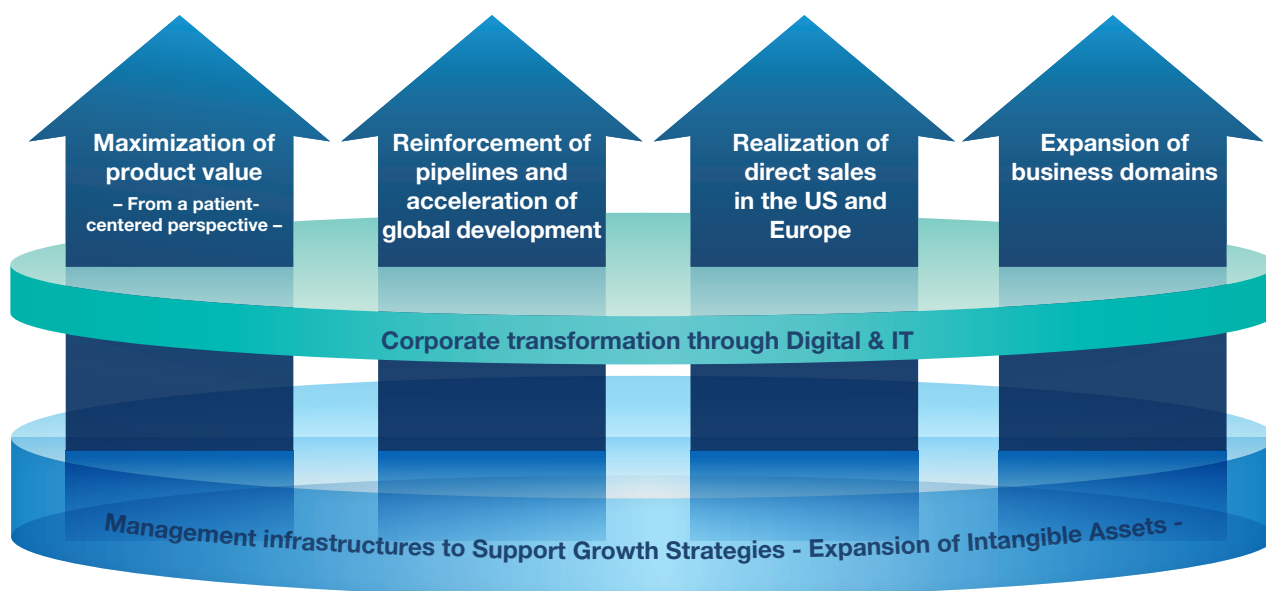 Maximization of
product value
– From a patient-
centered perspective –
Reinforcement of
pipelines and
acceleration of
global development
Realization of
direct sales
in the US and
Europe
Expansion of
business domains
Corporate transformation through Digital & IT
Management infrastructures to Support Growth Strategies - Expansion of Intangible Assets -